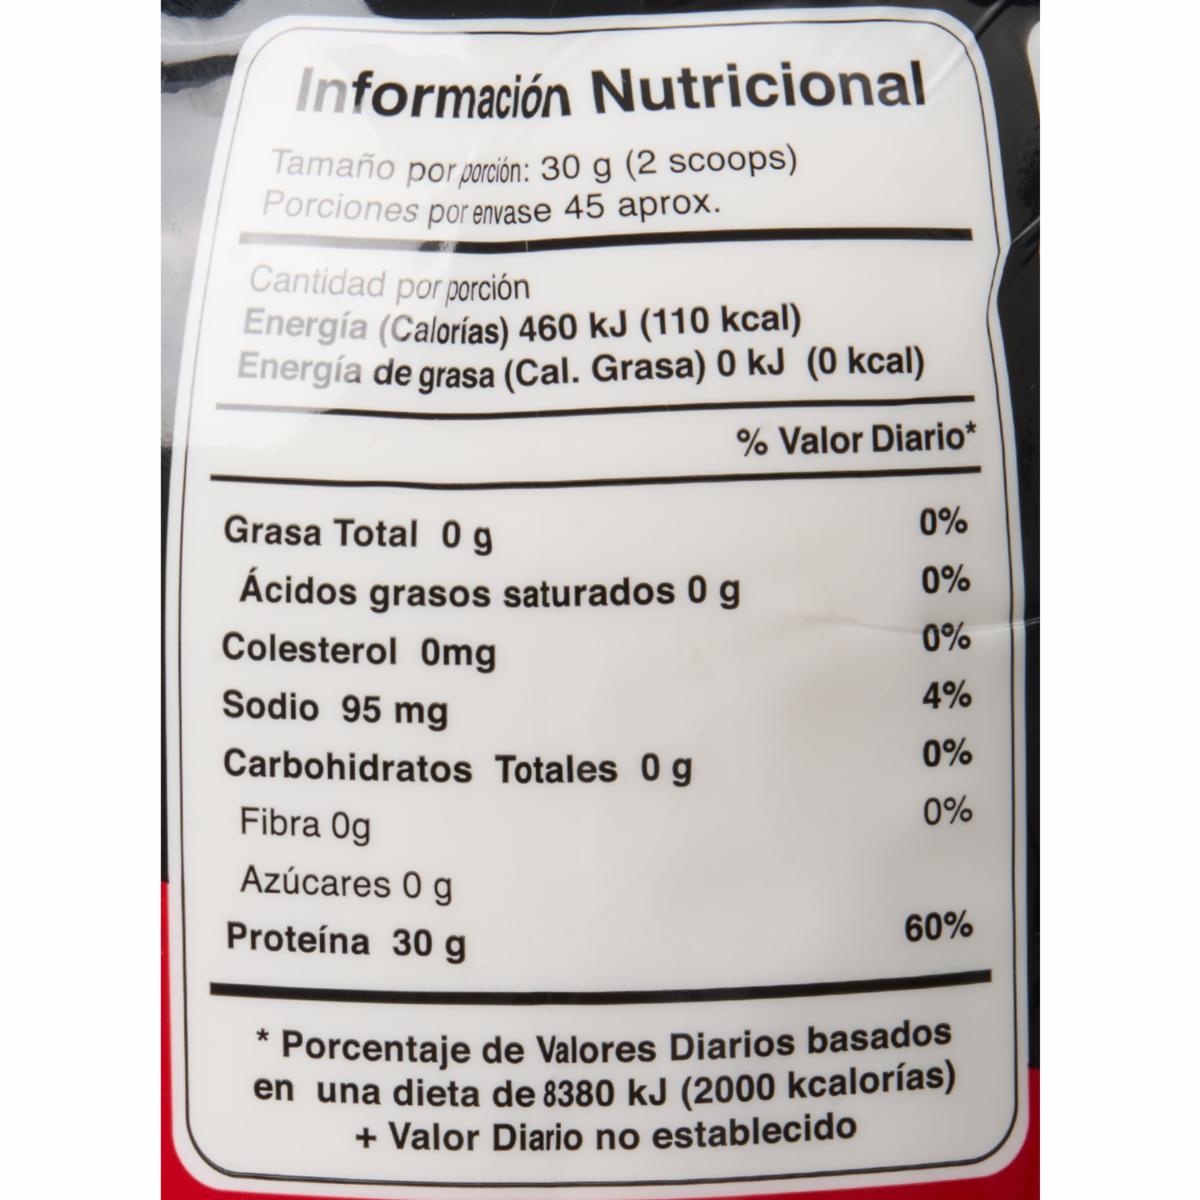 Información Nutricional
Tamaño por porción: 30 g (2 scoops)
Porciones por envase 45 aprox.
Cantidad por porción
Energía (Calorías) 460 kJ (110 kcal)
Energía de grasa (Cal. Grasa) 0 kJ (0 kcal)
% Valor Diario*
Grasa Total 0 g 0%
Ácidos grasos saturados 0 g 0%
Colesterol 0mg 0%
Sodio 95 mg 4%
Carbohidratos Totales 0 g 0%
Fibra 0g 0%
Azúcares 0 g
Proteína 30 g 60%
* Porcentaje de Valores Diarios basados
en una dieta de 8380 kJ (2000 kcalorías)
+ Valor Diario no establecido